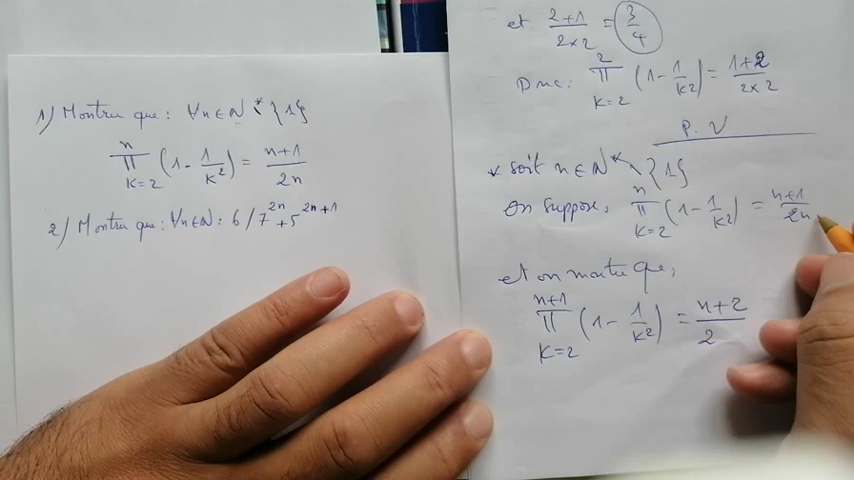 1) Montrer que : ∀n∈ℕ* \ {1}
n
∏ (1 - 1/k²) = n+1/2n
K=2
2) Montrer que : ∀n∈ℕ : 6/7^2n + 5^2n+1
et 2+1/2×2 = 3/4
Donc : 2
∏ (1 - 1/k²) = 1+2/2×2
K=2
P.V
* soit n∈ℕ* \ {1}
On suppose, n
∏ (1 - 1/k²) = n+1/2n
K=2
et on montre que,
n+1
∏ (1 - 1/k²) = n+2/2
K=2